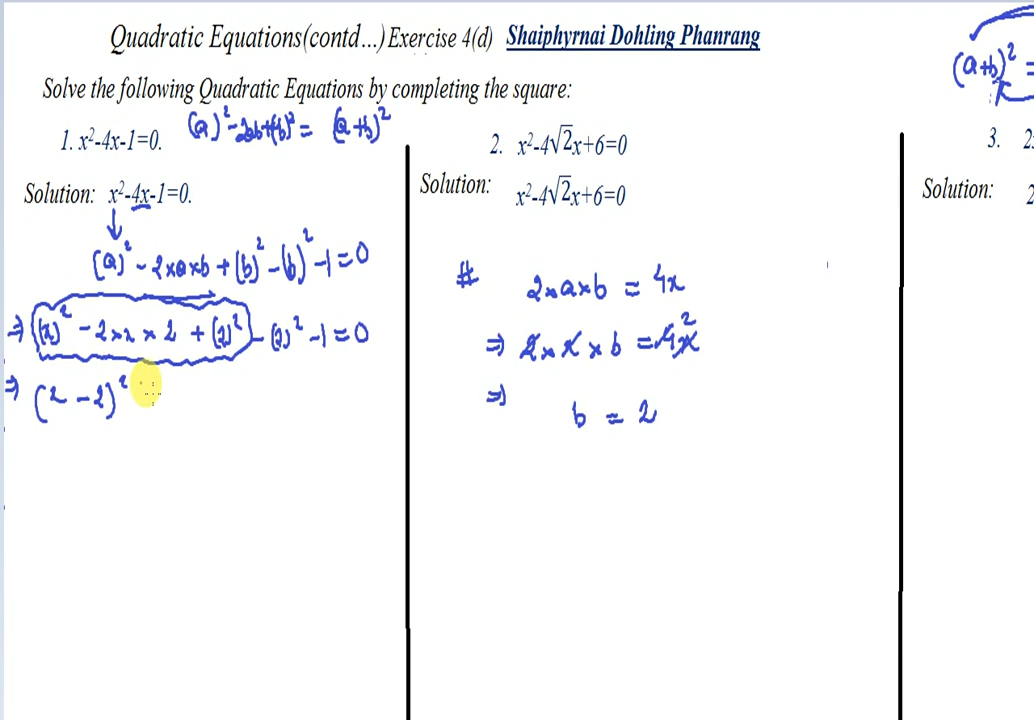 Quadratic Equations(contd...) Exercise 4(d) Shaiphyrnai Dohling Phanrang
(a+b)² =
Solve the following Quadratic Equations by completing the square:
1. x²-4x-1=0. (a)²-2ab+(b)² = (a+b)²
Solution: x²-4x-1=0.
↓
(a)² - 2×a×b + (b)² - (b)² -1 = 0
⇒ (x)² - 2×x×2 + (2)² - (2)² -1 = 0
⇒ (x - 2)²
2. x²-4√2x+6=0
Solution: x²-4√2x+6=0
# 2×a×b = 4x
⇒ 2×x×b = 4x 2
⇒ b = 2
3. 2
Solution: 2